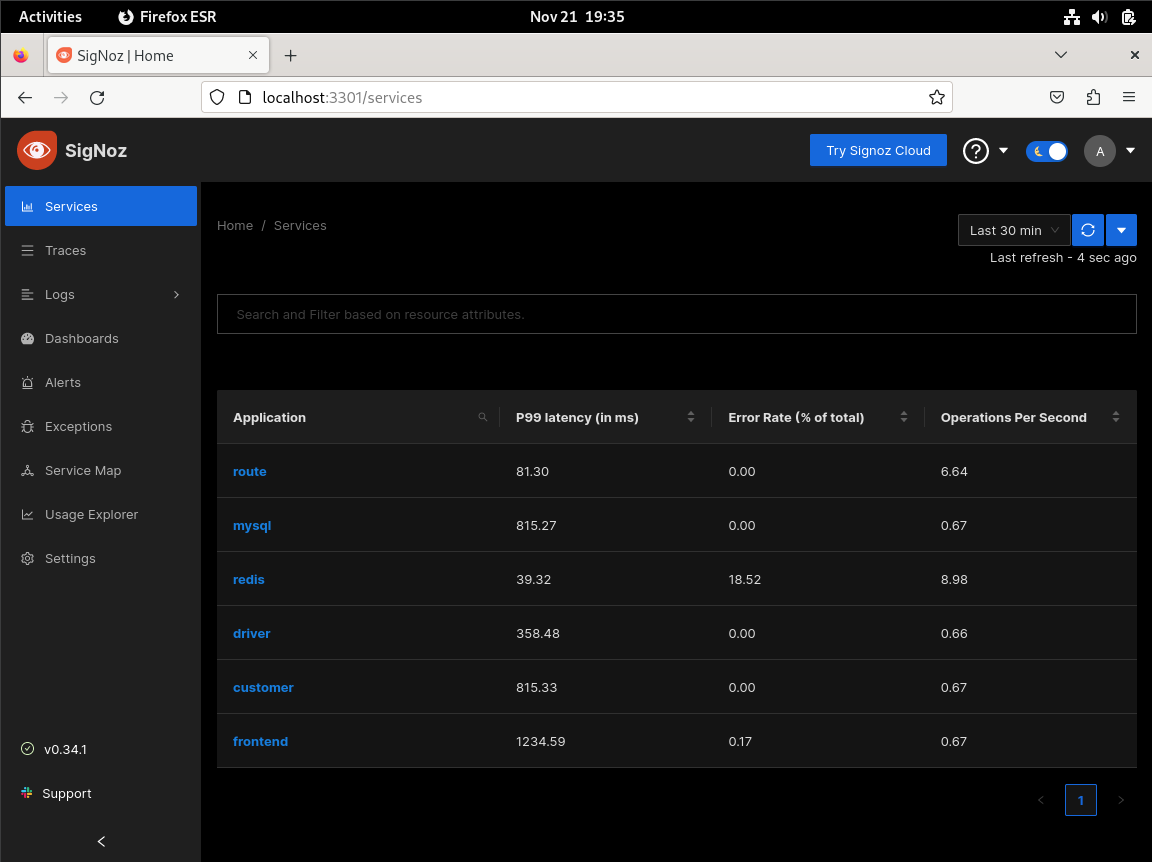 Activities Firefox ESR Nov 21 19:35
SigNoz | Home
localhost:3301/services
SigNoz Try Signoz Cloud A
Services
Traces
Logs
Dashboards
Alerts
Exceptions
Service Map
Usage Explorer
Settings
v0.34.1
Support
Home / Services
Last 30 min
Last refresh - 4 sec ago
Search and Filter based on resource attributes.
Application P99 latency (in ms) Error Rate (% of total) Operations Per Second
route 81.30 0.00 6.64
mysql 815.27 0.00 0.67
redis 39.32 18.52 8.98
driver 358.48 0.00 0.66
customer 815.33 0.00 0.67
frontend 1234.59 0.17 0.67
1